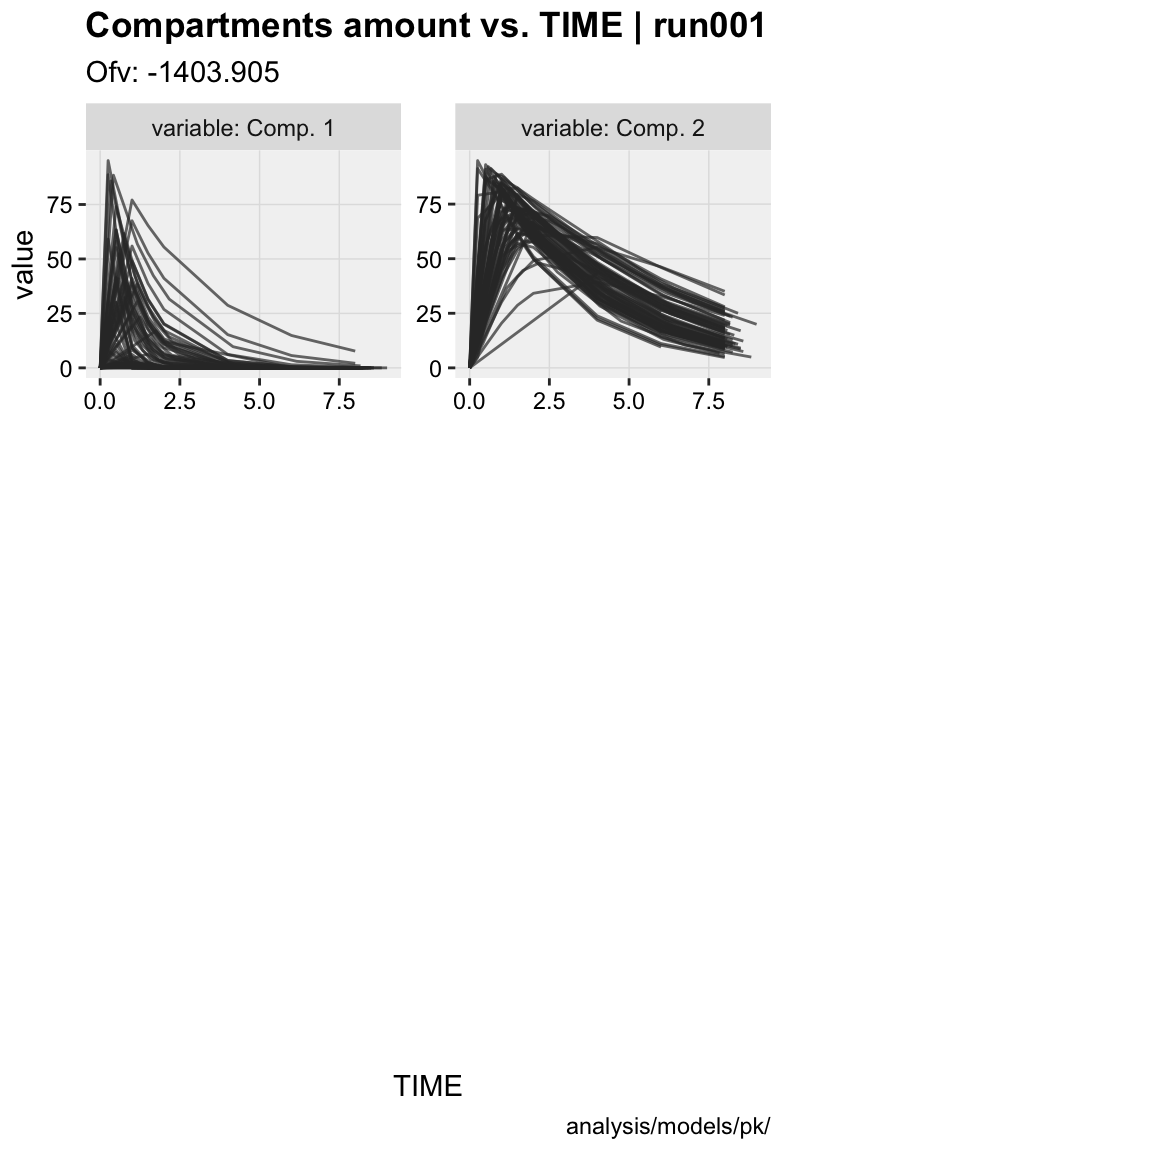 Compartments amount vs. TIME | run001
Ofv: -1403.905
variable: Comp. 1
variable: Comp. 2
value
75
50
25
0
75
50
25
0
0.0 2.5 5.0 7.5
0.0 2.5 5.0 7.5
TIME
analysis/models/pk/